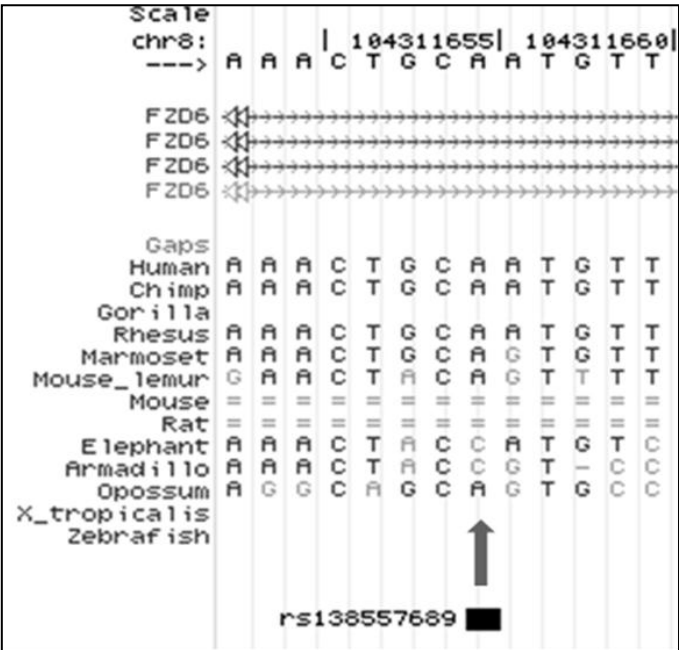 Scale
chr8: | 104311655| 104311660|
---> A A A C T G C A A T G T T
FZD6
FZD6
FZD6
FZD6
Gaps
Human A A A C T G C A A T G T T
Chimp A A A C T G C A A T G T T
Gorilla
Rhesus A A A C T G C A A T G T T
Marmoset A A A C T G C A G T G T T
Mouse_lemur G A A C T A C A G T T T T
Mouse = = = = = = = = = = = = =
Rat = = = = = = = = = = = = =
Elephant A A A C T A C C A T G T C
Armadillo A A A C T A C C G T - C C
Opossum A G G C A G C A G T G C C
X_tropicalis
Zebrafish
rs138557689